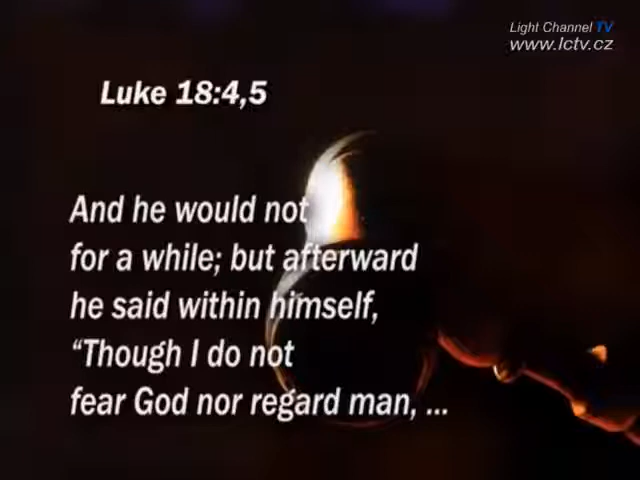 Light Channel TV
www.lctv.cz
Luke 18:4,5
And he would not
for a while; but afterward
he said within himself,
“Though I do not
fear God nor regard man, ...